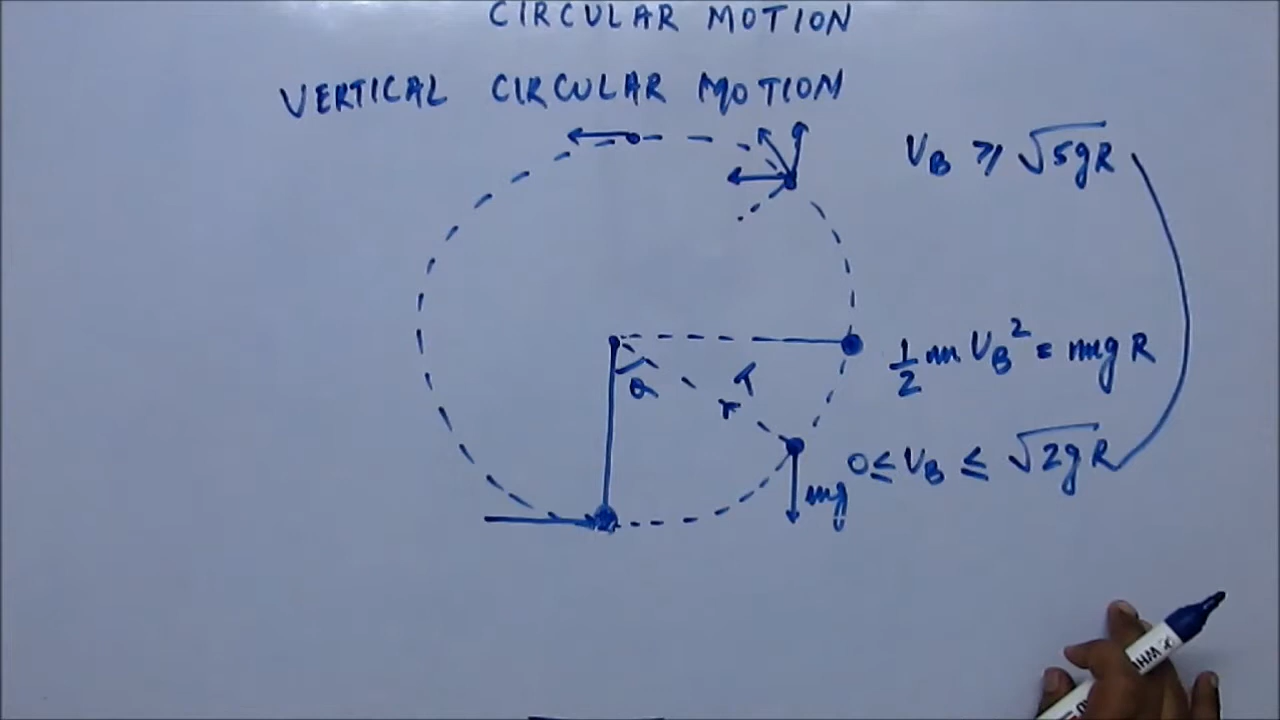 CIRCULAR MOTION
VERTICAL CIRCULAR MOTION
V_B ⩾ √5gR
½ m V_B² = mg R
θ
T
r
0 ≤ V_B ≤ √2gR
mg